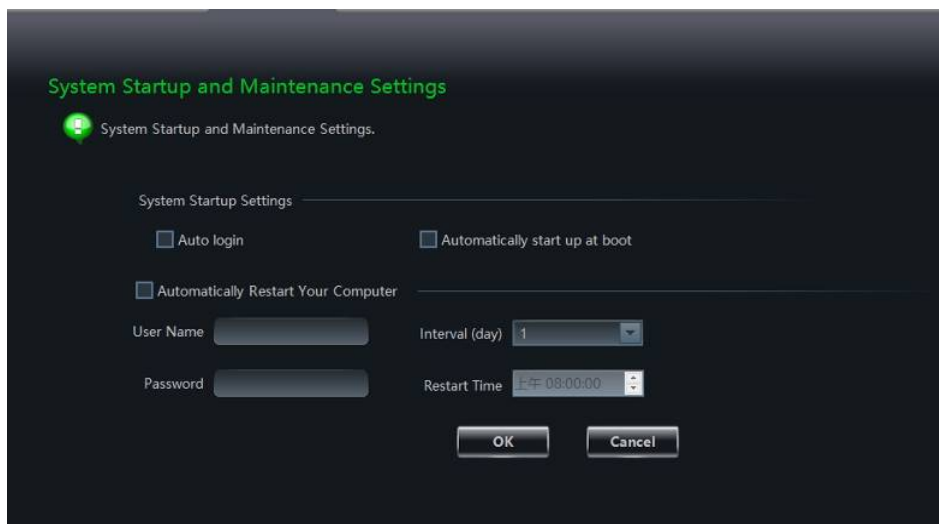 System Startup and Maintenance Settings
System Startup and Maintenance Settings.
System Startup Settings
Auto login Automatically start up at boot
Automatically Restart Your Computer
User Name Interval (day) 1
Password Restart Time 上午 08:00:00
OK Cancel